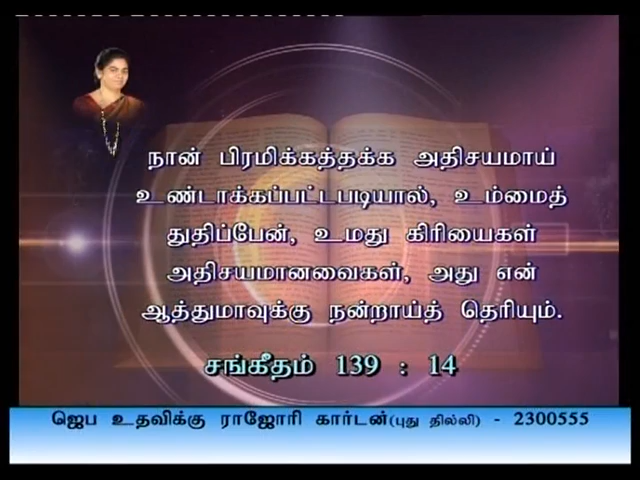 நான் பிரமிக்கத்தக்க அதிசயமாய்
உண்டாக்கப்பட்டபடியால், உம்மைத்
துதிப்பேன், உமது கிரியைகள்
அதிசயமானவைகள், அது என்
ஆத்துமாவுக்கு நன்றாய்த் தெரியும்.
சங்கீதம் 139 : 14
ஜெப உதவிக்கு ராஜோரி கார்டன்(புது தில்லி) - 2300555